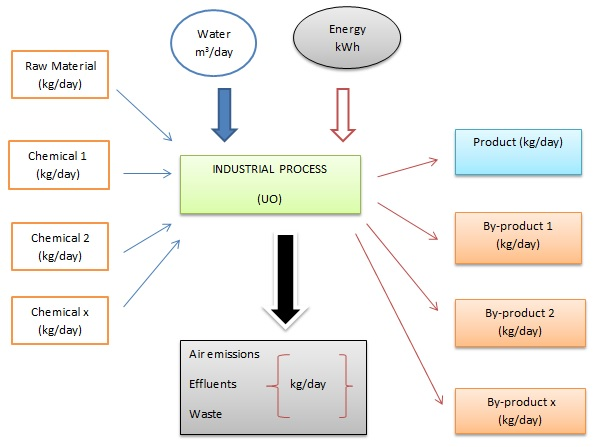 Water
m³/day
Energy
kWh
Raw Material
(kg/day)
Chemical 1
(kg/day)
Chemical 2
(kg/day)
Chemical x
(kg/day)
INDUSTRIAL PROCESS
(UO)
Product (kg/day)
By-product 1
(kg/day)
By-product 2
(kg/day)
By-product x
(kg/day)
Air emissions
Effluents
Waste
kg/day